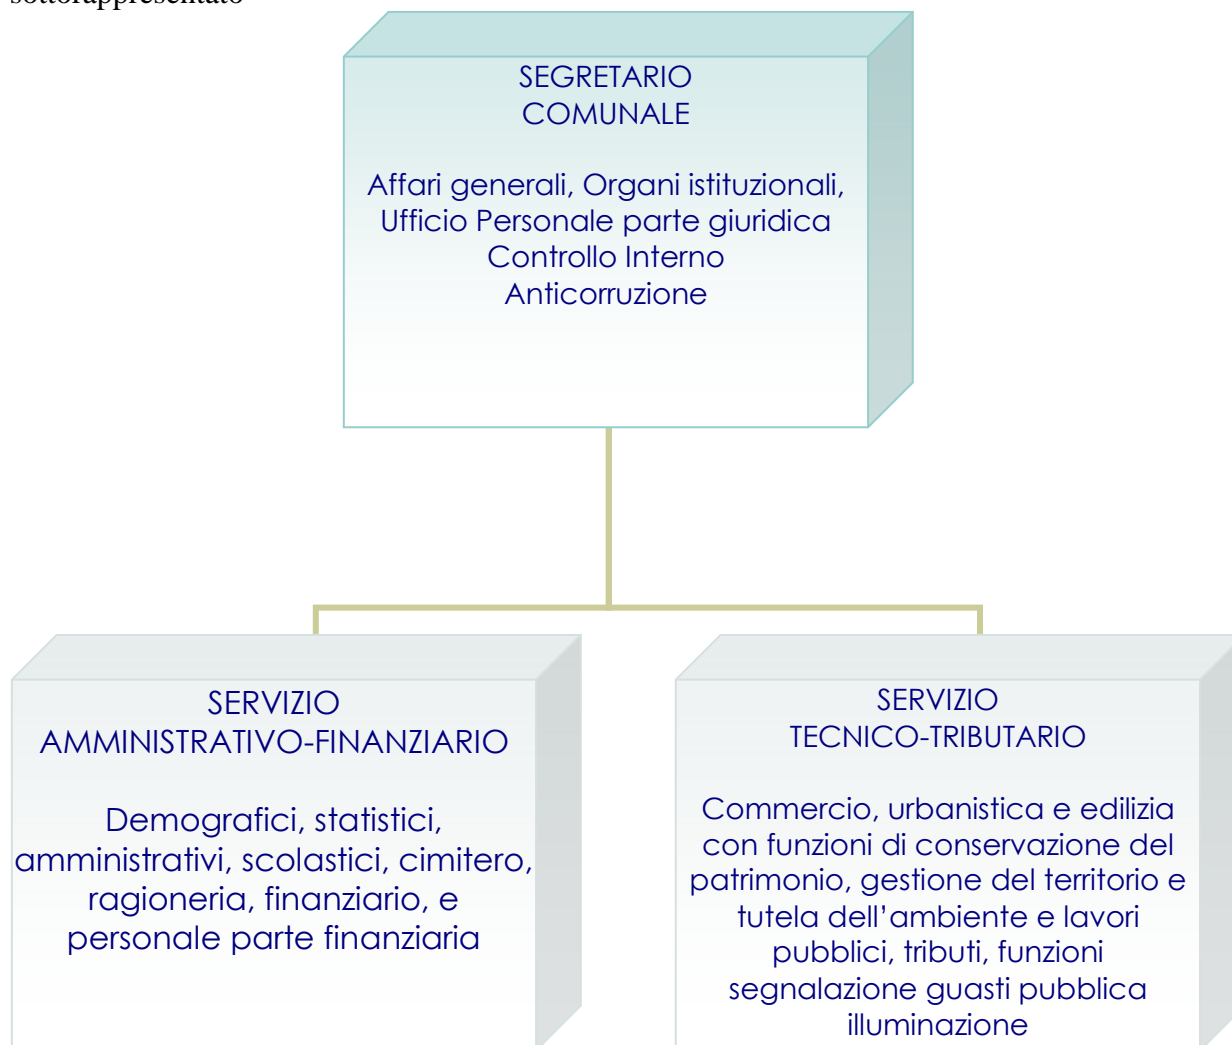 sottorappresentato
SEGRETARIO
COMUNALE
Affari generali, Organi istituzionali,
Ufficio Personale parte giuridica
Controllo Interno
Anticorruzione
SERVIZIO
AMMINISTRATIVO-FINANZIARIO
Demografici, statistici,
amministrativi, scolastici, cimitero,
ragioneria, finanziario, e
personale parte finanziaria
SERVIZIO
TECNICO-TRIBUTARIO
Commercio, urbanistica e edilizia
con funzioni di conservazione del
patrimonio, gestione del territorio e
tutela dell’ambiente e lavori
pubblici, tributi, funzioni
segnalazione guasti pubblica
illuminazione